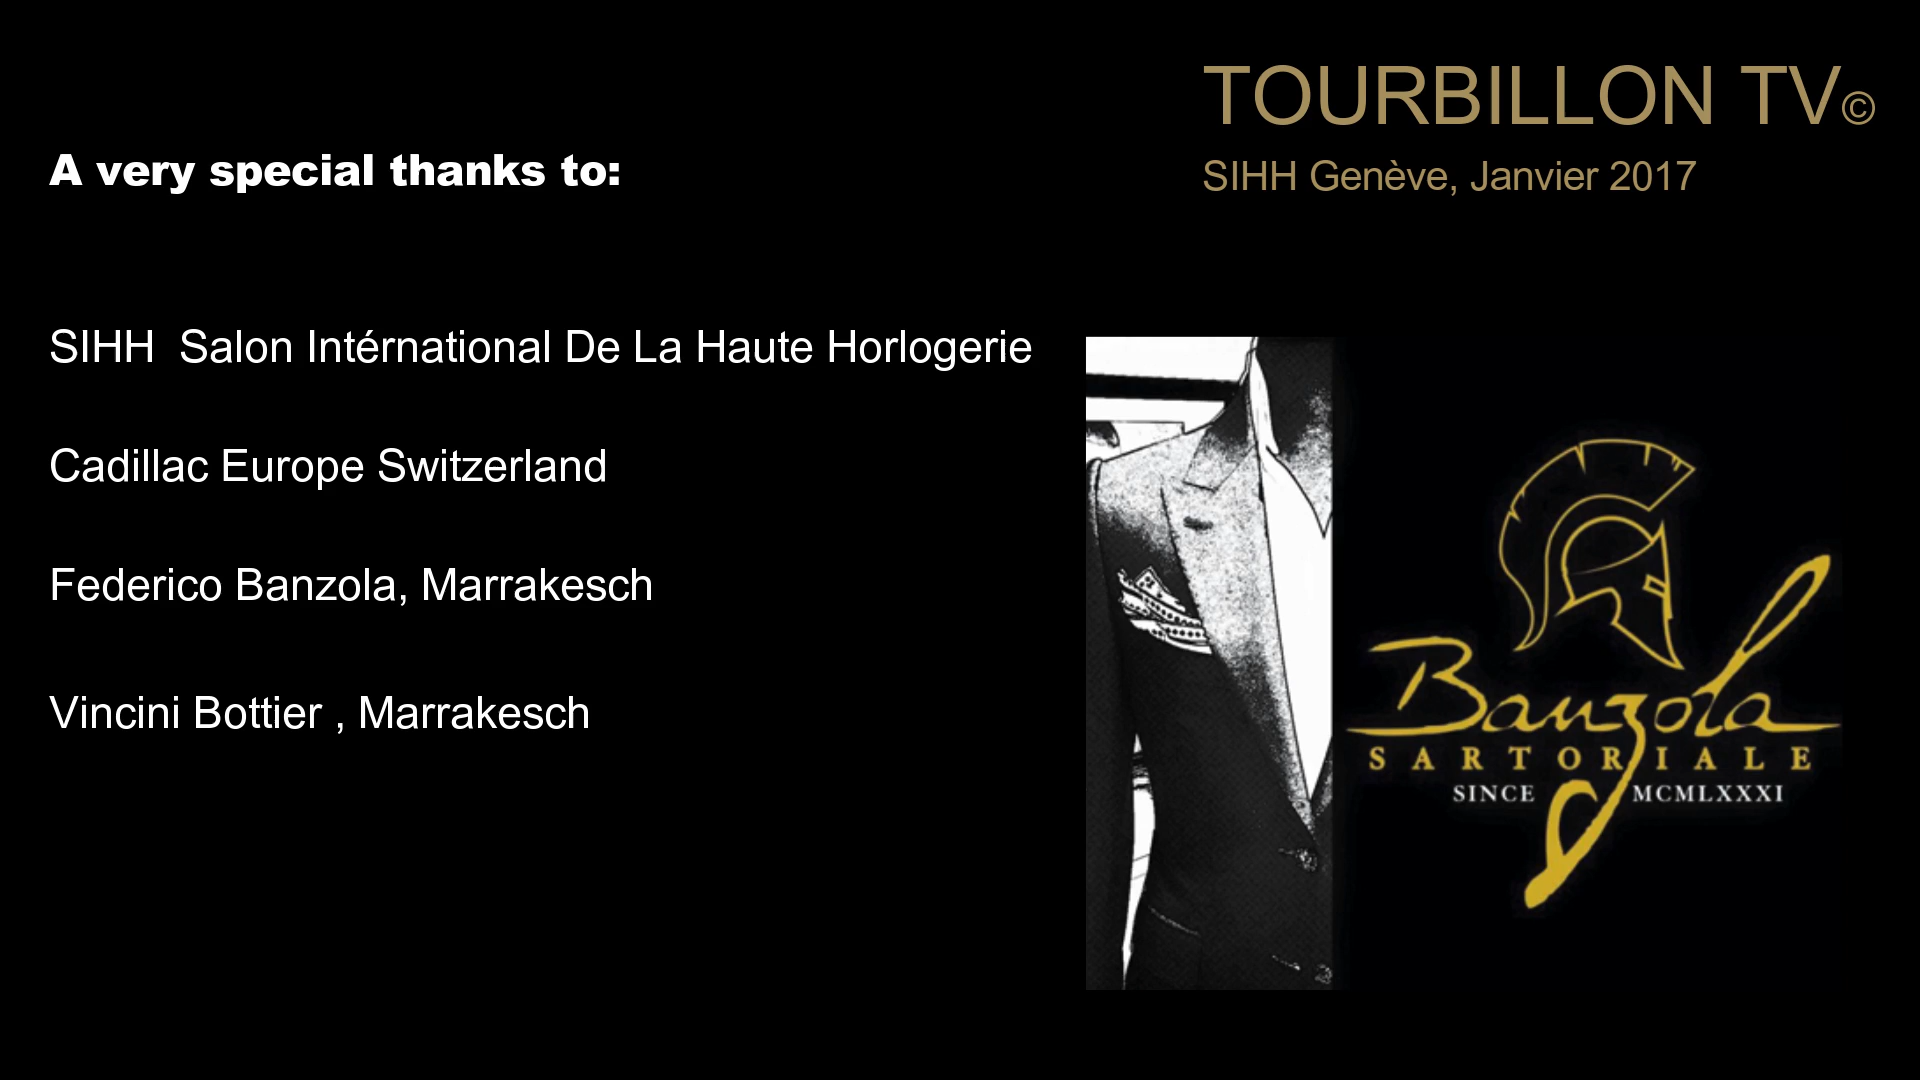 TOURBILLON TV©
SIHH Genève, Janvier 2017
A very special thanks to:
SIHH  Salon Intérnational De La Haute Horlogerie
Cadillac Europe Switzerland
Federico Banzola, Marrakesch
Vincini Bottier , Marrakesch
Banzola
SARTORIALE
SINCE MCMLXXXI